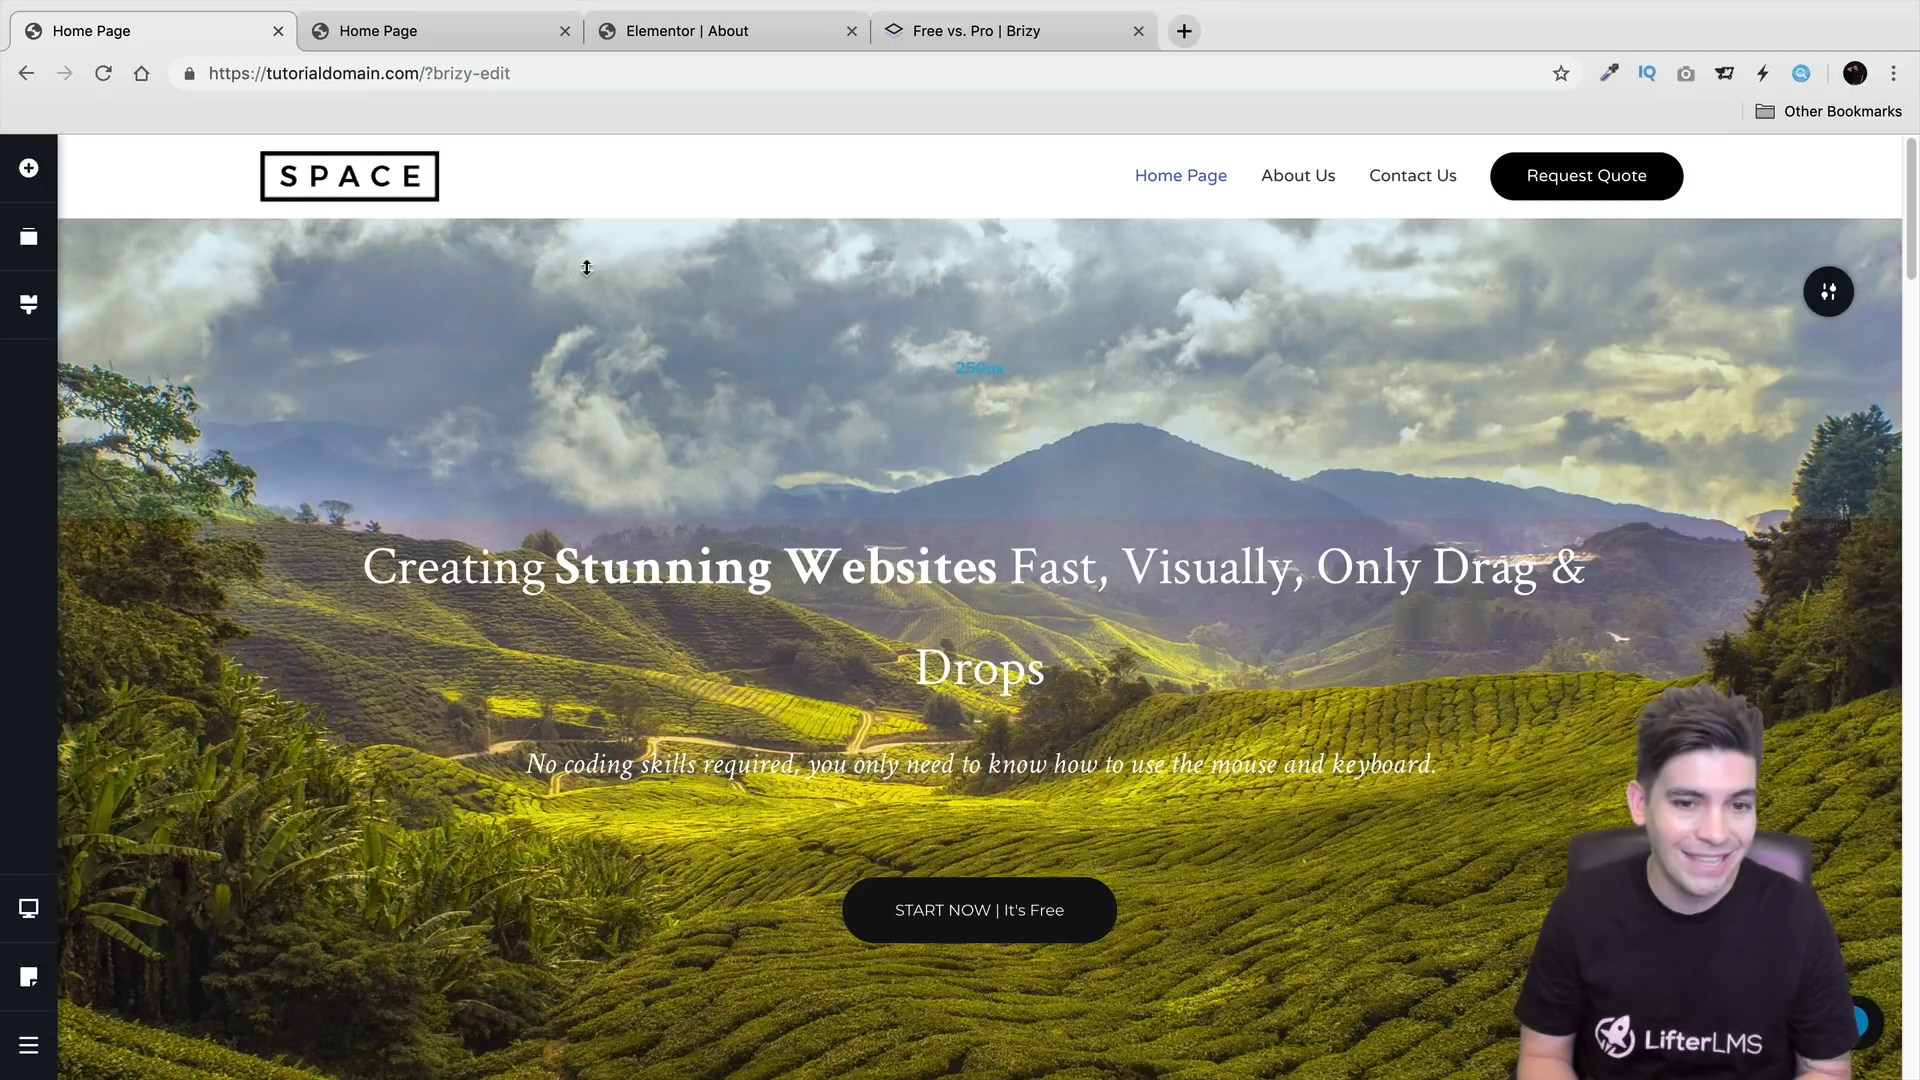 Home Page
Home Page
Elementor | About
Free vs. Pro | Brizy
https://tutorialdomain.com/?brizy-edit
IQ
Other Bookmarks
SPACE
Home Page
About Us
Contact Us
Request Quote
250px
Creating Stunning Websites Fast, Visually, Only Drag &
Drops
No coding skills required, you only need to know how to use the mouse and keyboard.
START NOW | It's Free
LifterLMS